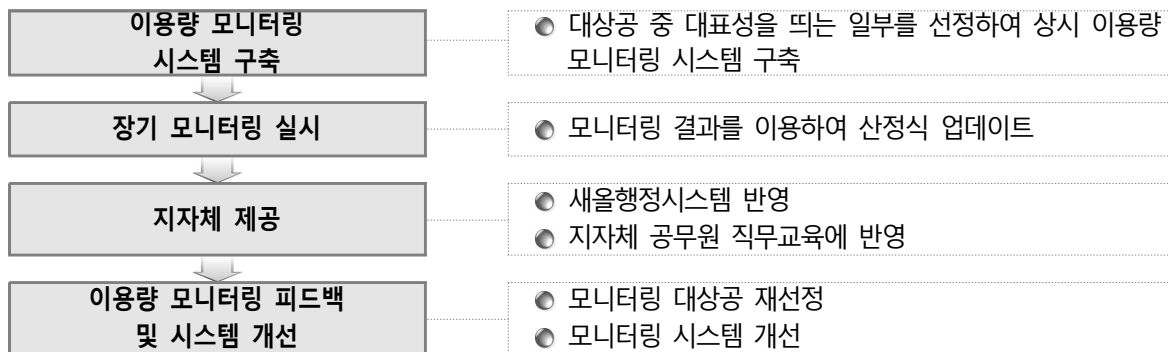 이용량 모니터링
시스템 구축
대상공 중 대표성을 띄는 일부를 선정하여 상시 이용량
모니터링 시스템 구축
장기 모니터링 실시
모니터링 결과를 이용하여 산정식 업데이트
지자체 제공
새올행정시스템 반영
지자체 공무원 직무교육에 반영
이용량 모니터링 피드백
및 시스템 개선
모니터링 대상공 재선정
모니터링 시스템 개선